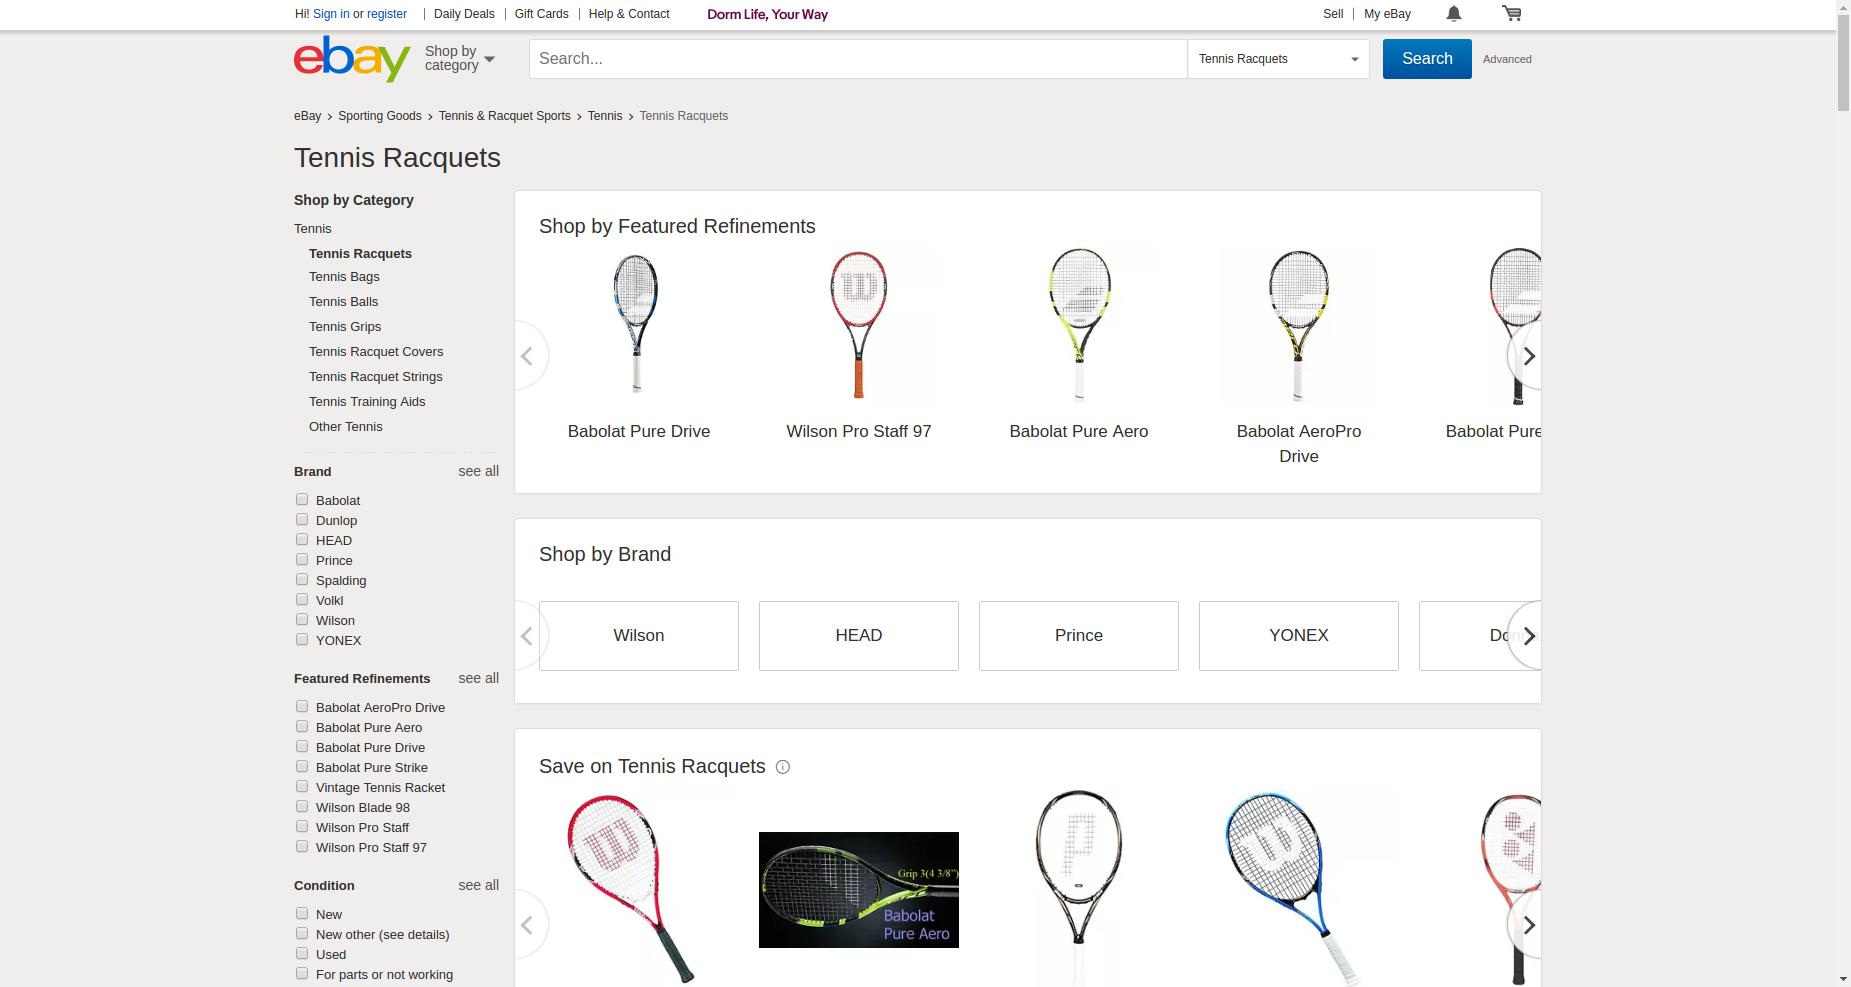 Hi! Sign in or register
Daily Deals
Gift Cards
Help & Contact
Dorm Life, Your Way
Sell
My eBay
ebay
Shop by category
Search...
Tennis Racquets
Search
Advanced
eBay > Sporting Goods > Tennis & Racquet Sports > Tennis > Tennis Racquets
Tennis Racquets
Shop by Category
Tennis
Tennis Racquets
Tennis Bags
Tennis Balls
Tennis Grips
Tennis Racquet Covers
Tennis Racquet Strings
Tennis Training Aids
Other Tennis
Brand see all
Babolat
Dunlop
HEAD
Prince
Spalding
Volkl
Wilson
YONEX
Featured Refinements see all
Babolat AeroPro Drive
Babolat Pure Aero
Babolat Pure Drive
Babolat Pure Strike
Vintage Tennis Racket
Wilson Blade 98
Wilson Pro Staff
Wilson Pro Staff 97
Condition see all
New
New other (see details)
Used
For parts or not working
Shop by Featured Refinements
Babolat Pure Drive
Wilson Pro Staff 97
Babolat Pure Aero
Babolat AeroPro
Drive
Babolat Pure
Shop by Brand
Wilson
HEAD
Prince
YONEX
Save on Tennis Racquets
Grip 3(4 3/8")
Babolat
Pure Aero